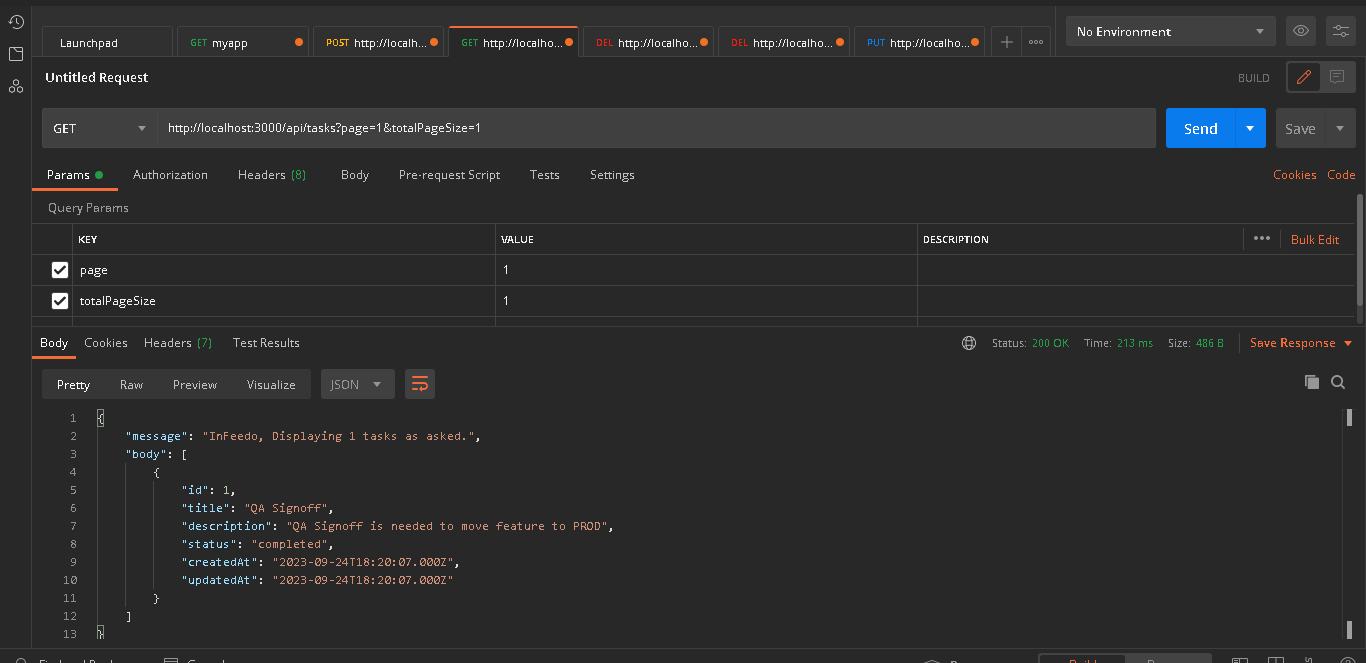 Launchpad GET myapp POST http://localh... GET http://localho... DEL http://localho... DEL http://localho... PUT http://localho... No Environment
Untitled Request BUILD
GET http://localhost:3000/api/tasks?page=1&totalPageSize=1 Send Save
Params Authorization Headers (8) Body Pre-request Script Tests Settings Cookies Code
Query Params
KEY VALUE DESCRIPTION Bulk Edit
page 1
totalPageSize 1
Body Cookies Headers (7) Test Results Status: 200 OK Time: 213 ms Size: 486 B Save Response
Pretty Raw Preview Visualize JSON
1 {
2 "message": "InFeedo, Displaying 1 tasks as asked.",
3 "body": [
4 {
5 "id": 1,
6 "title": "QA Signoff",
7 "description": "QA Signoff is needed to move feature to PROD",
8 "status": "completed",
9 "createdAt": "2023-09-24T18:20:07.000Z",
10 "updatedAt": "2023-09-24T18:20:07.000Z"
11 }
12 ]
13 }